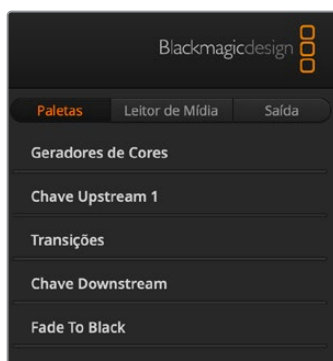 Blackmagicdesign
Paletas Leitor de Mídia Saída
Geradores de Cores
Chave Upstream 1
Transições
Chave Downstream
Fade To Black